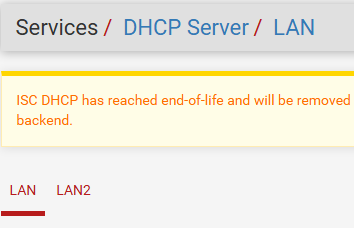 Services / DHCP Server / LAN
ISC DHCP has reached end-of-life and will be removed
backend.
LAN LAN2